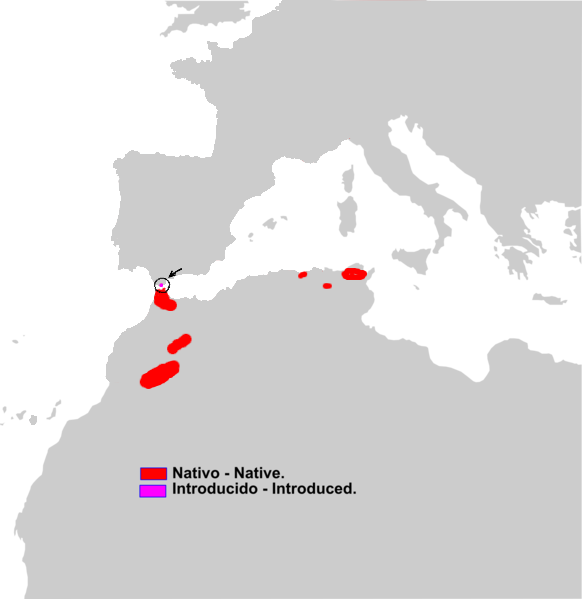 Nativo - Native.
Introducido - Introduced.